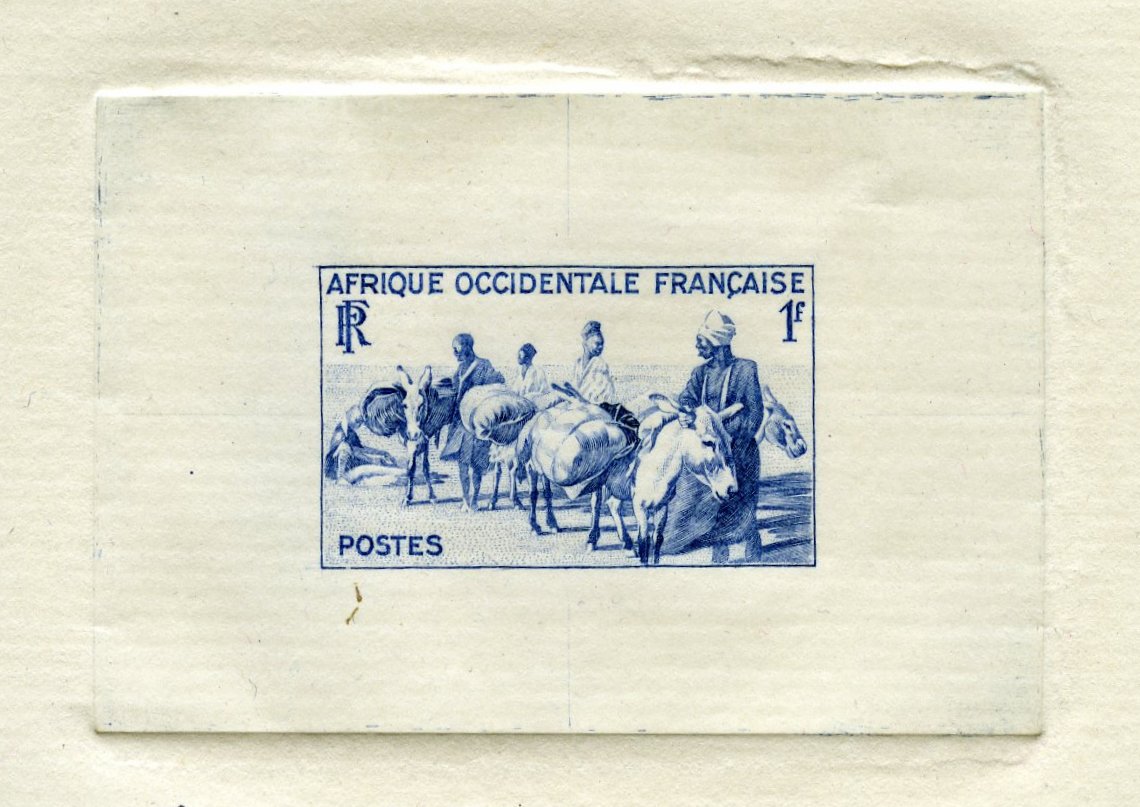 AFRIQUE OCCIDENTALE FRANÇAISE
RF
1f
POSTES